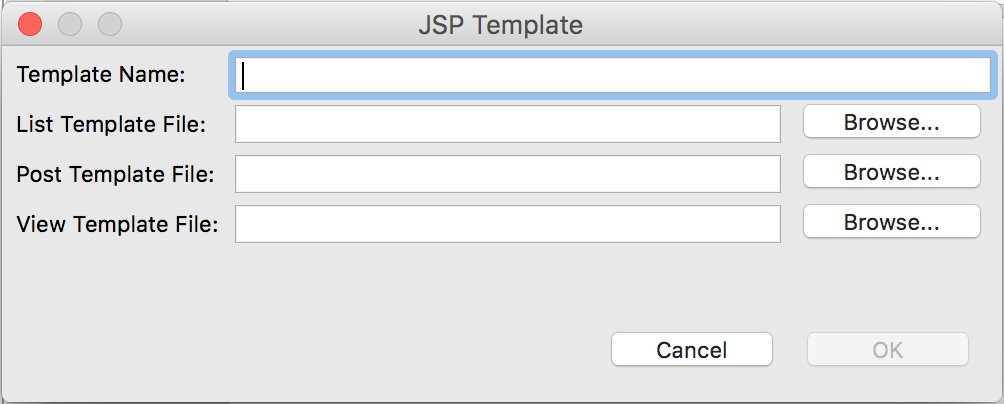 JSP Template
Template Name:
List Template File: Browse...
Post Template File: Browse...
View Template File: Browse...
Cancel OK